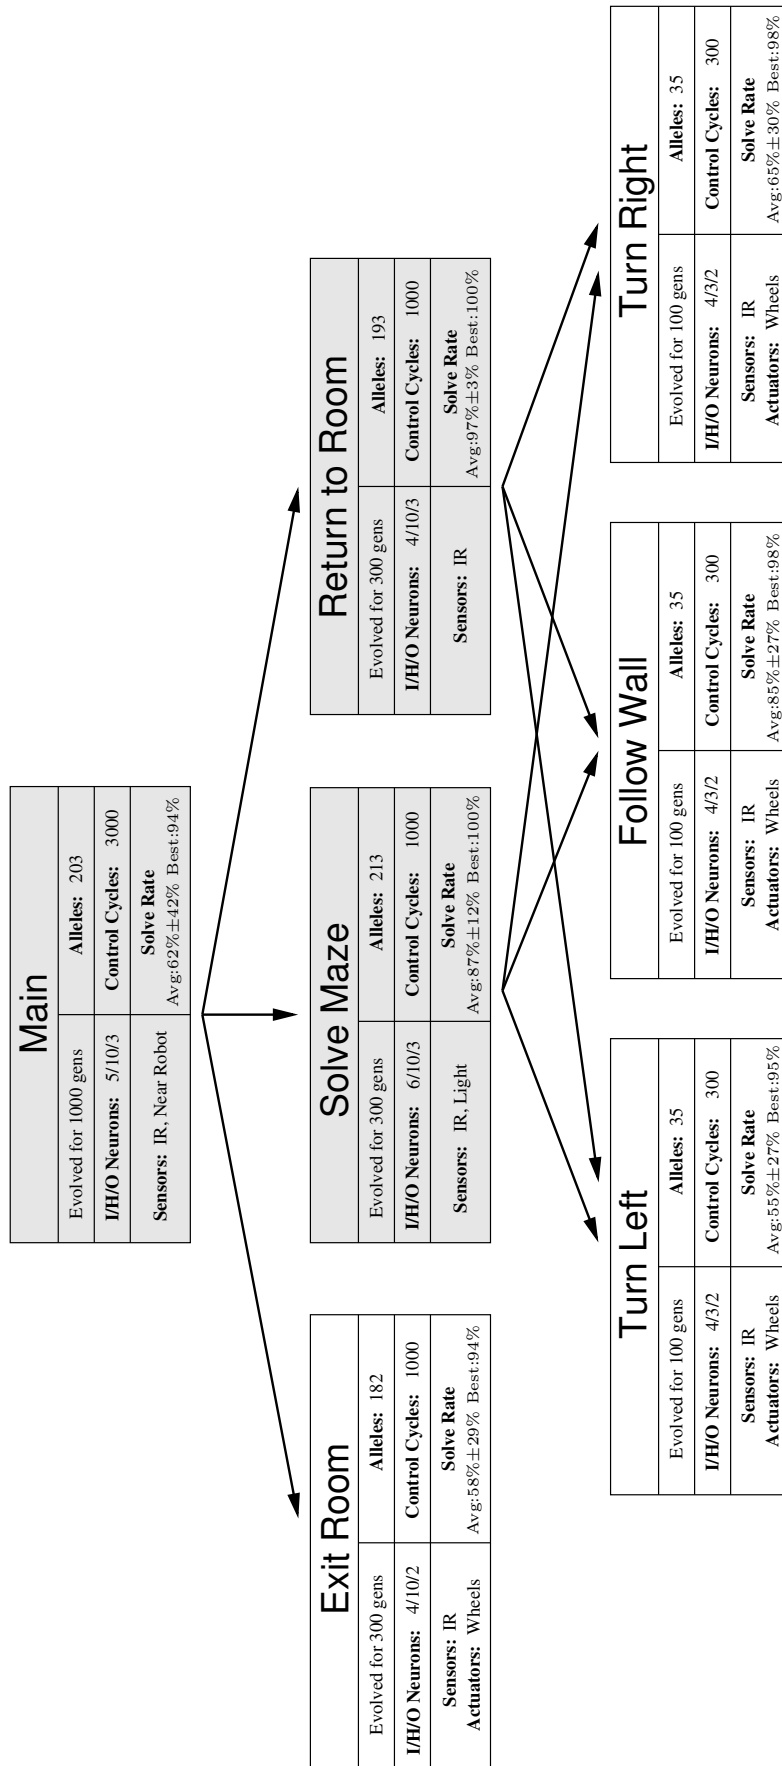 Main
Evolved for 1000 gens
Alleles: 203
I/H/O Neurons: 5/10/3
Control Cycles: 3000
Sensors: IR, Near Robot
Solve Rate
Avg:62%±42% Best:94%
Exit Room
Evolved for 300 gens
Alleles: 182
I/H/O Neurons: 4/10/2
Control Cycles: 1000
Sensors: IR
Actuators: Wheels
Solve Rate
Avg:58%±29% Best:94%
Solve Maze
Evolved for 300 gens
Alleles: 213
I/H/O Neurons: 6/10/3
Control Cycles: 1000
Sensors: IR, Light
Solve Rate
Avg:87%±12% Best:100%
Return to Room
Evolved for 300 gens
Alleles: 193
I/H/O Neurons: 4/10/3
Control Cycles: 1000
Sensors: IR
Solve Rate
Avg:97%±3% Best:100%
Turn Left
Evolved for 100 gens
Alleles: 35
I/H/O Neurons: 4/3/2
Control Cycles: 300
Sensors: IR
Actuators: Wheels
Solve Rate
Avg:55%±27% Best:95%
Follow Wall
Evolved for 100 gens
Alleles: 35
I/H/O Neurons: 4/3/2
Control Cycles: 300
Sensors: IR
Actuators: Wheels
Solve Rate
Avg:85%±27% Best:98%
Turn Right
Evolved for 100 gens
Alleles: 35
I/H/O Neurons: 4/3/2
Control Cycles: 300
Sensors: IR
Actuators: Wheels
Solve Rate
Avg:65%±30% Best:98%